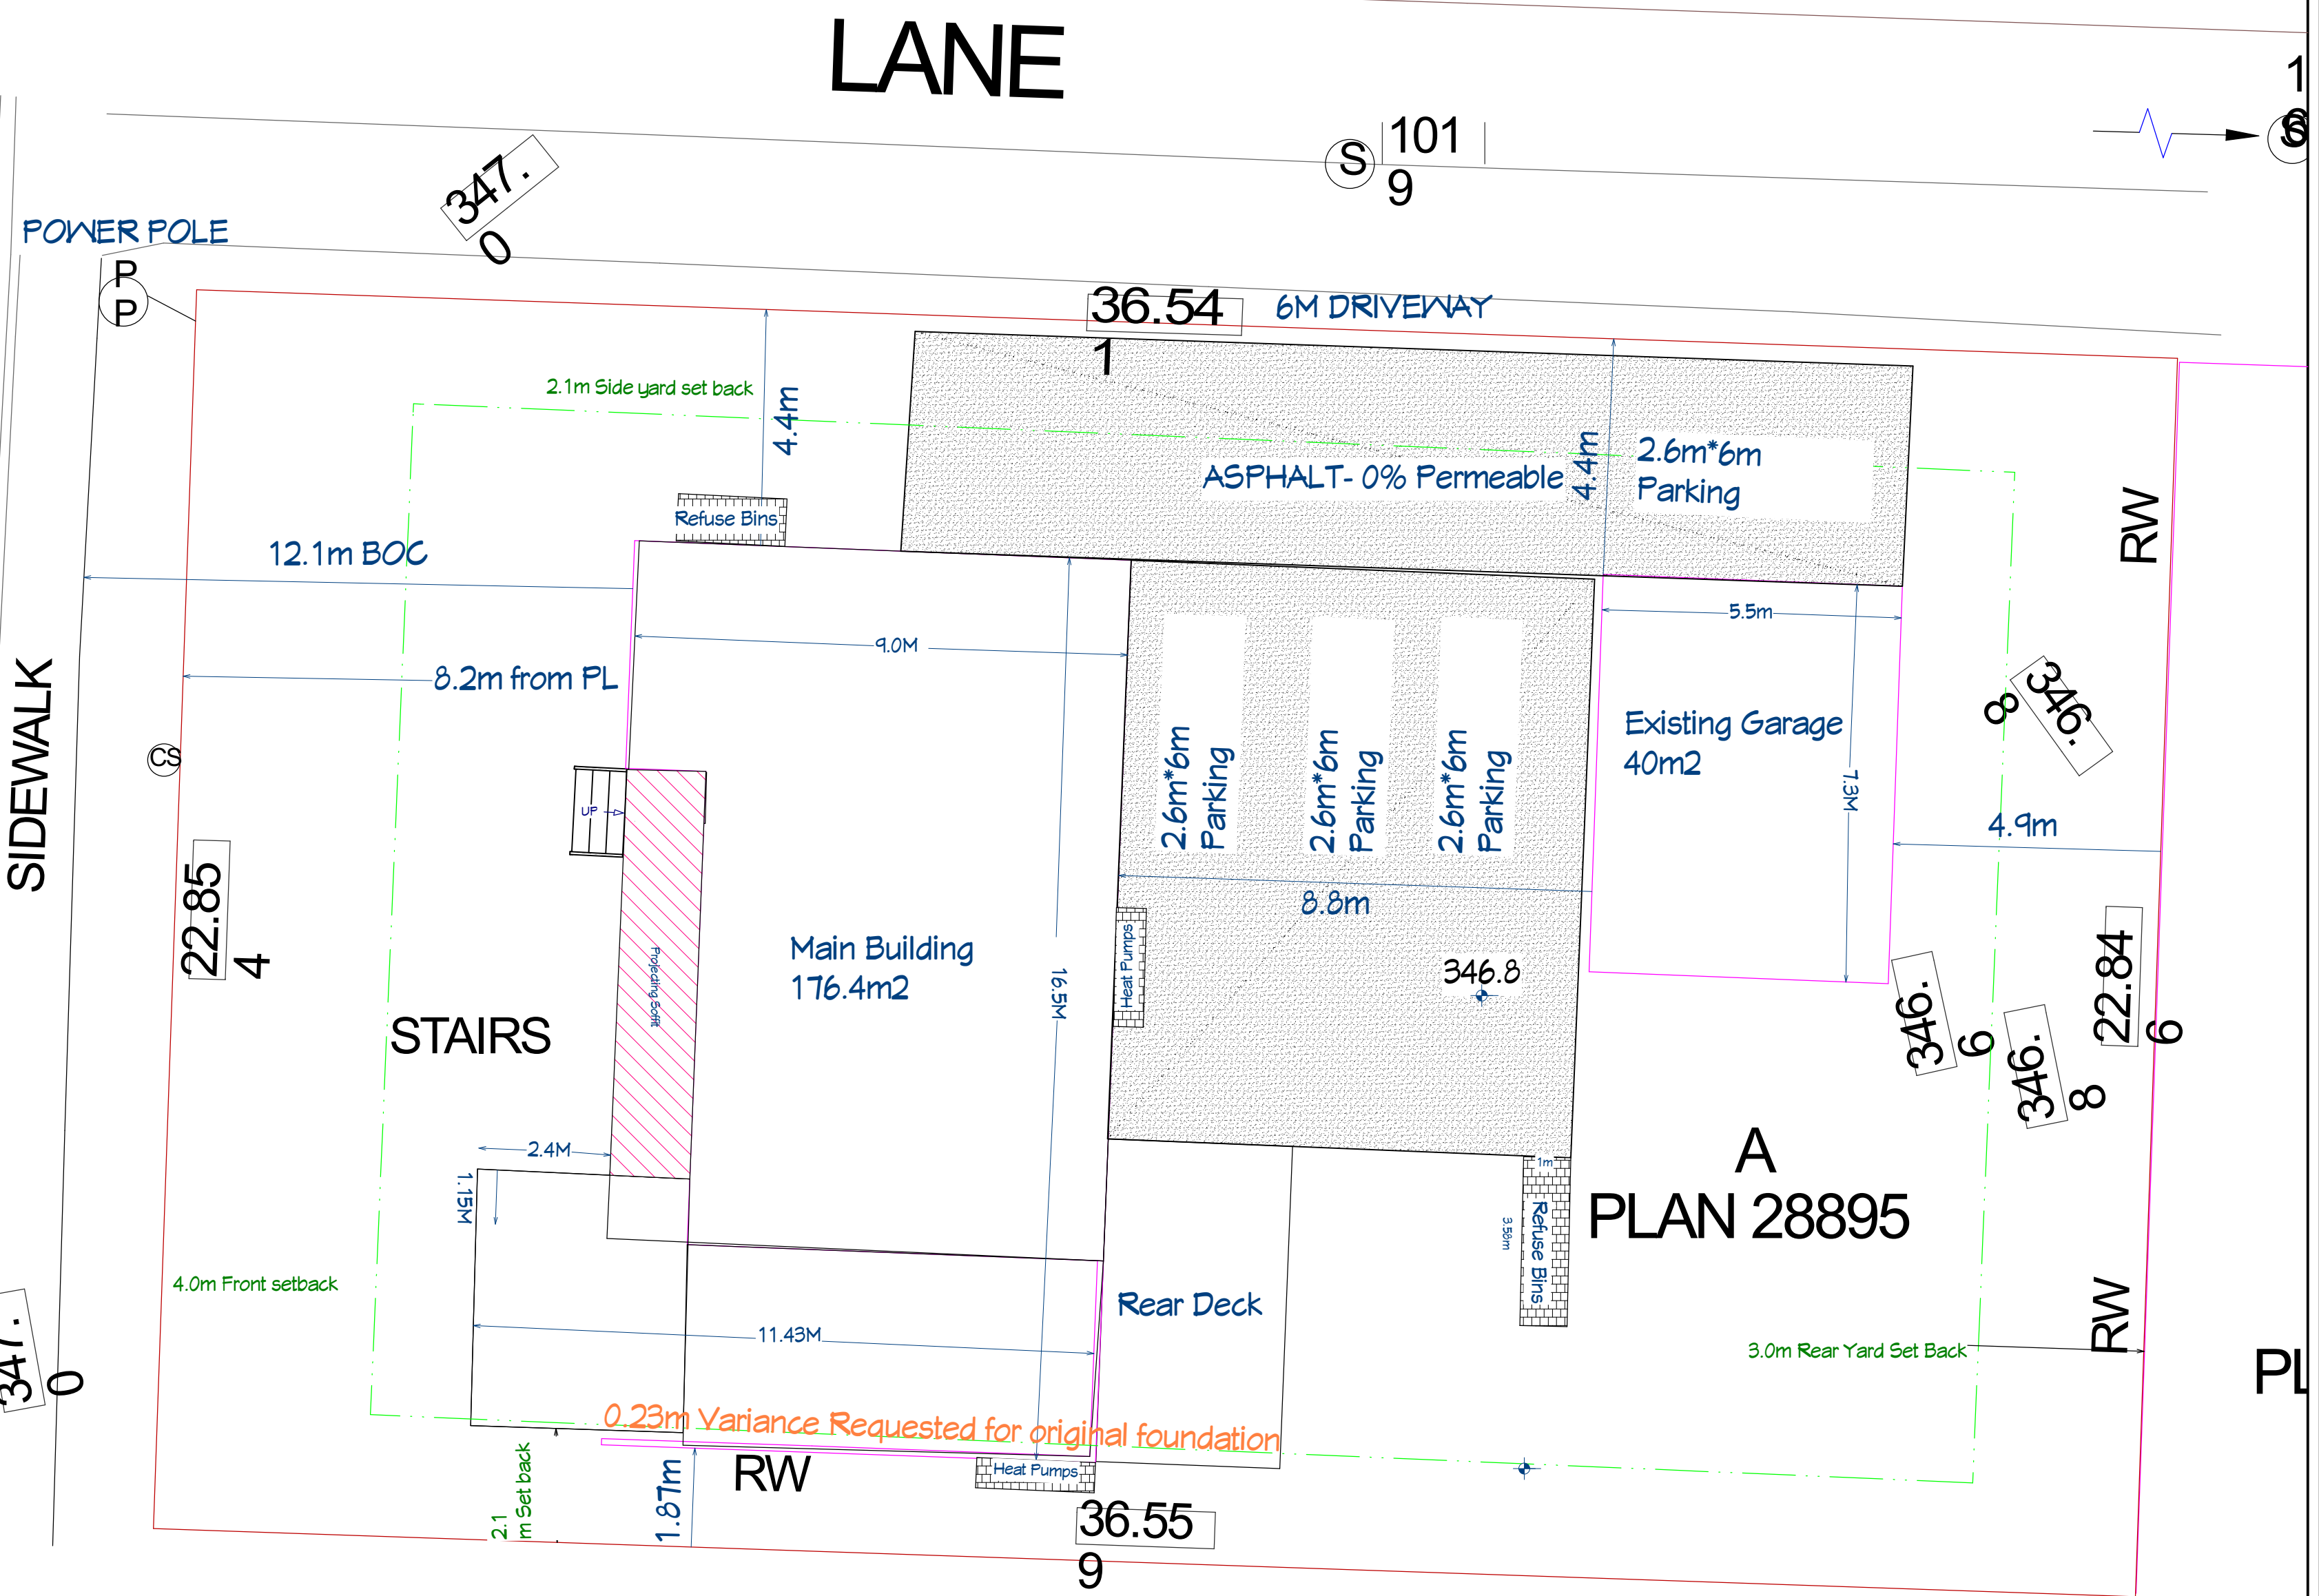 LANE
101
S
9
1
6
S
347.
0
POWER POLE
P
P
36.54
1
6M DRIVEWAY
2.1m Side yard set back
4.4m
ASPHALT- 0% Permeable
4.4m
2.6m*6m
Parking
RW
Refuse Bins
12.1m BOC
9.0M
5.5m
8.2m from PL
SIDEWALK
CS
UP
2.6m*6m
Parking
2.6m*6m
Parking
2.6m*6m
Parking
Existing Garage
40m2
7.3M
346.
8
4.9m
8.8m
22.85
4
Projecting Soffit
Main Building
176.4m2
16.5M
Heat Pumps
346.8
346.
6
346.
8
22.84
6
STAIRS
2.4M
1.15M
1m
3.58m
Refuse Bins
A
PLAN 28895
4.0m Front setback
Rear Deck
11.43M
3.0m Rear Yard Set Back
RW
PL
347.
0
0.23m Variance Requested for original foundation
2.1
m Set back
1.87m
RW
Heat Pumps
36.55
9